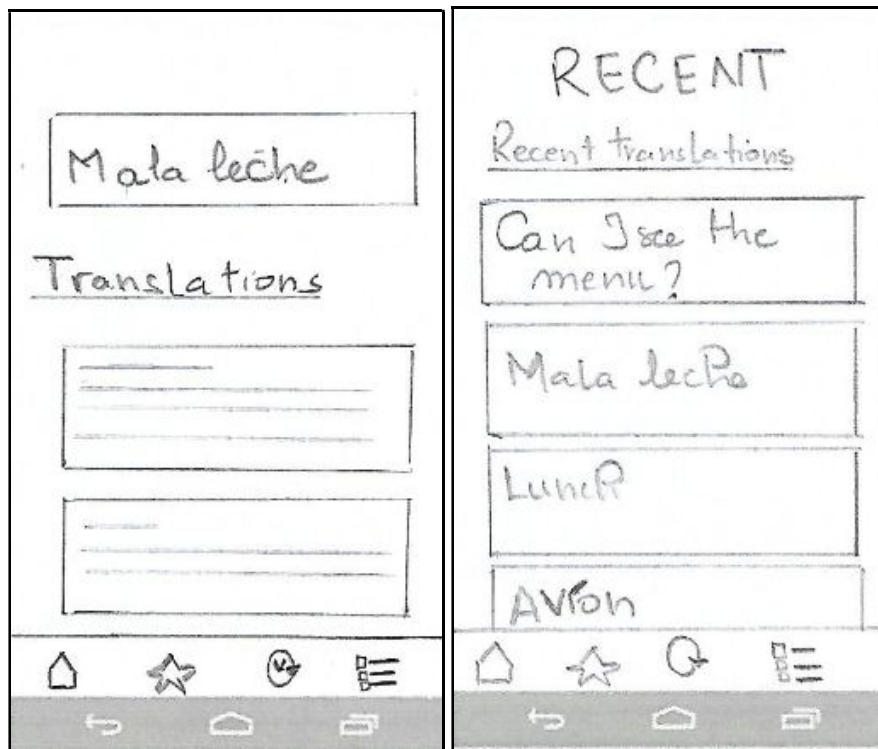 Mala leche
Translations
RECENT
Recent translations
Can I see the
menu?
Mala leche
Lunch
Avion